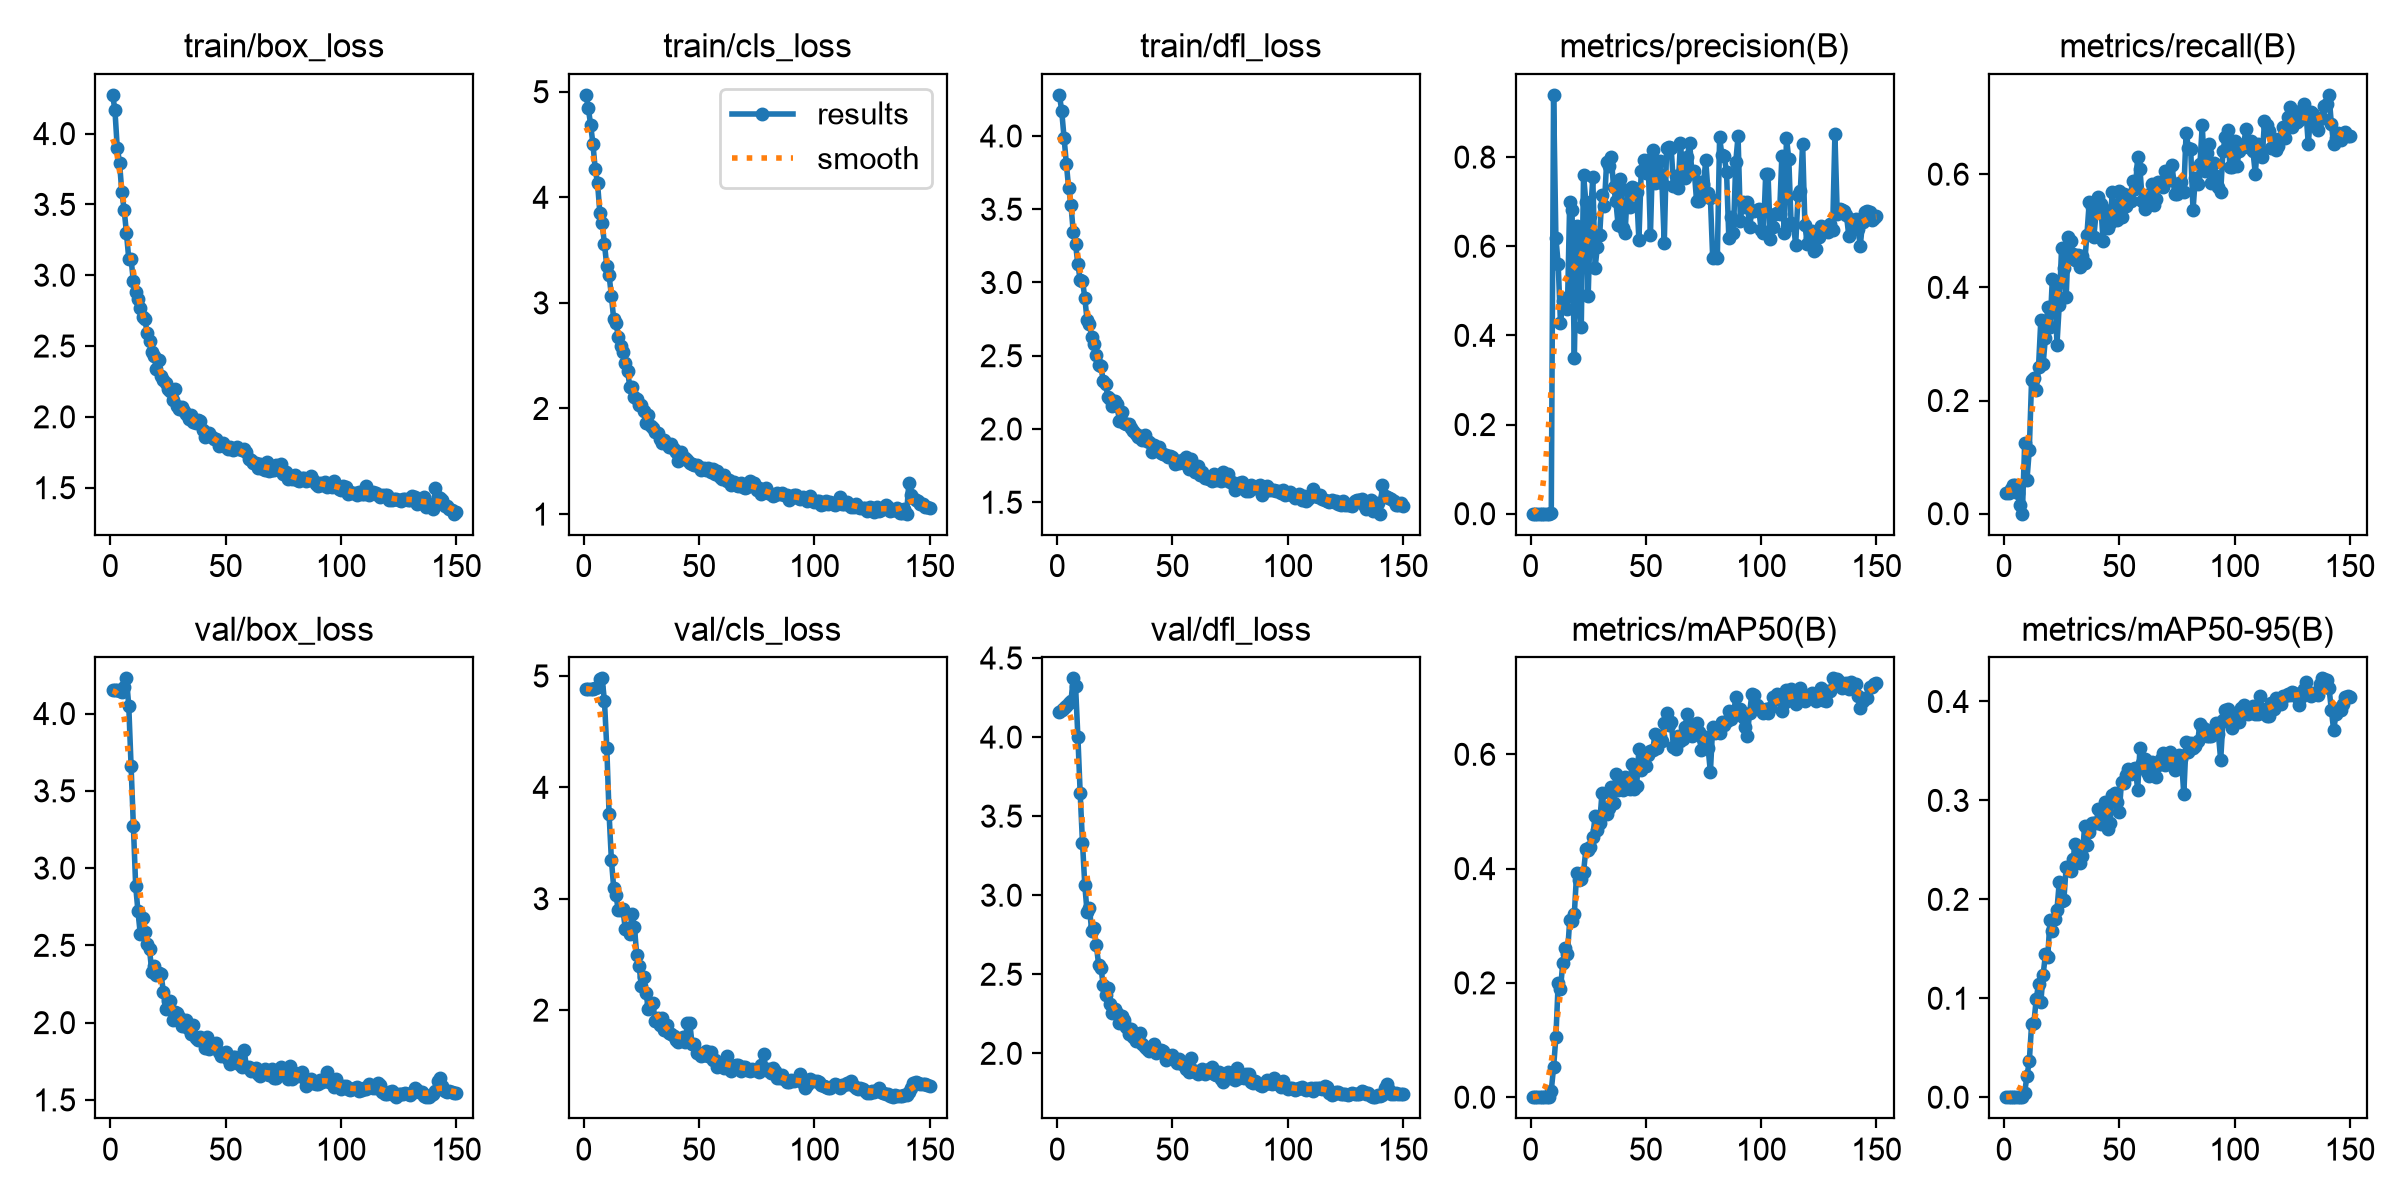 train/box_loss
train/cls_loss
train/dfl_loss
metrics/precision(B)
metrics/recall(B)
results
smooth
4.0
3.5
3.0
2.5
2.0
1.5
0 50 100 150
5
4
3
2
1
0 50 100 150
4.0
3.5
3.0
2.5
2.0
1.5
0 50 100 150
0.8
0.6
0.4
0.2
0.0
0 50 100 150
0.6
0.4
0.2
0.0
0 50 100 150
val/box_loss
val/cls_loss
val/dfl_loss
metrics/mAP50(B)
metrics/mAP50-95(B)
4.0
3.5
3.0
2.5
2.0
1.5
0 50 100 150
5
4
3
2
0 50 100 150
4.5
4.0
3.5
3.0
2.5
2.0
0 50 100 150
0.6
0.4
0.2
0.0
0 50 100 150
0.4
0.3
0.2
0.1
0.0
0 50 100 150